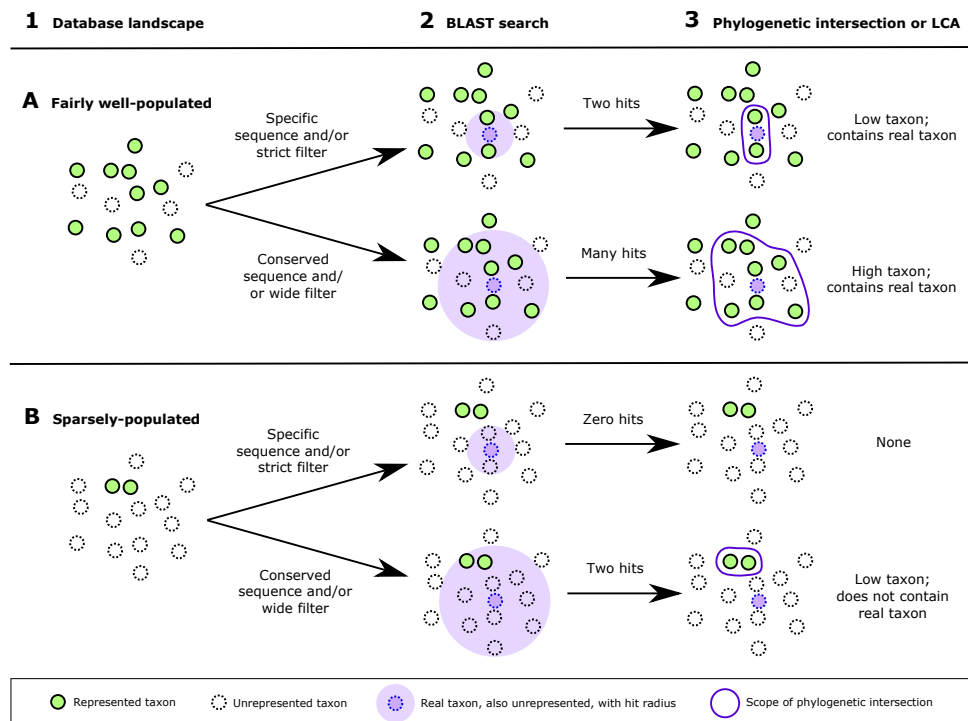 1 Database landscape
2 BLAST search
3 Phylogenetic intersection or LCA
A Fairly well-populated
Specific
sequence and/or
strict filter
Two hits
Low taxon;
contains real taxon
Conserved
sequence and/
or wide filter
Many hits
High taxon;
contains real taxon
B Sparsely-populated
Specific
sequence and/or
strict filter
Zero hits
None
Conserved
sequence and/or
wide filter
Two hits
Low taxon;
does not contain
real taxon
Represented taxon
Unrepresented taxon
Real taxon, also unrepresented, with hit radius
Scope of phylogenetic intersection